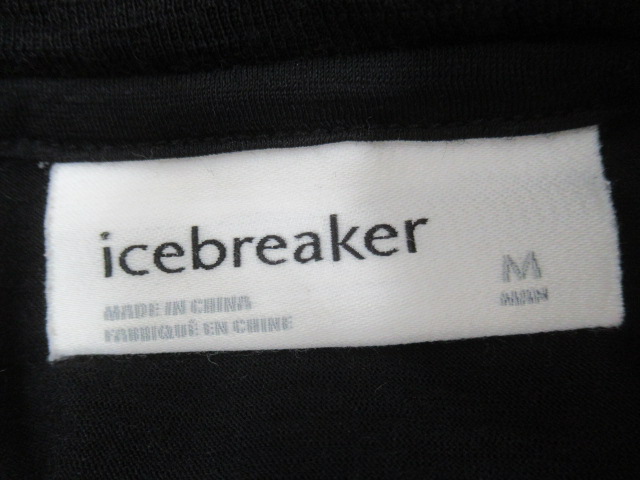 icebreaker
M
MAN
MADE IN CHINA
FABRIQUÉ EN CHINE